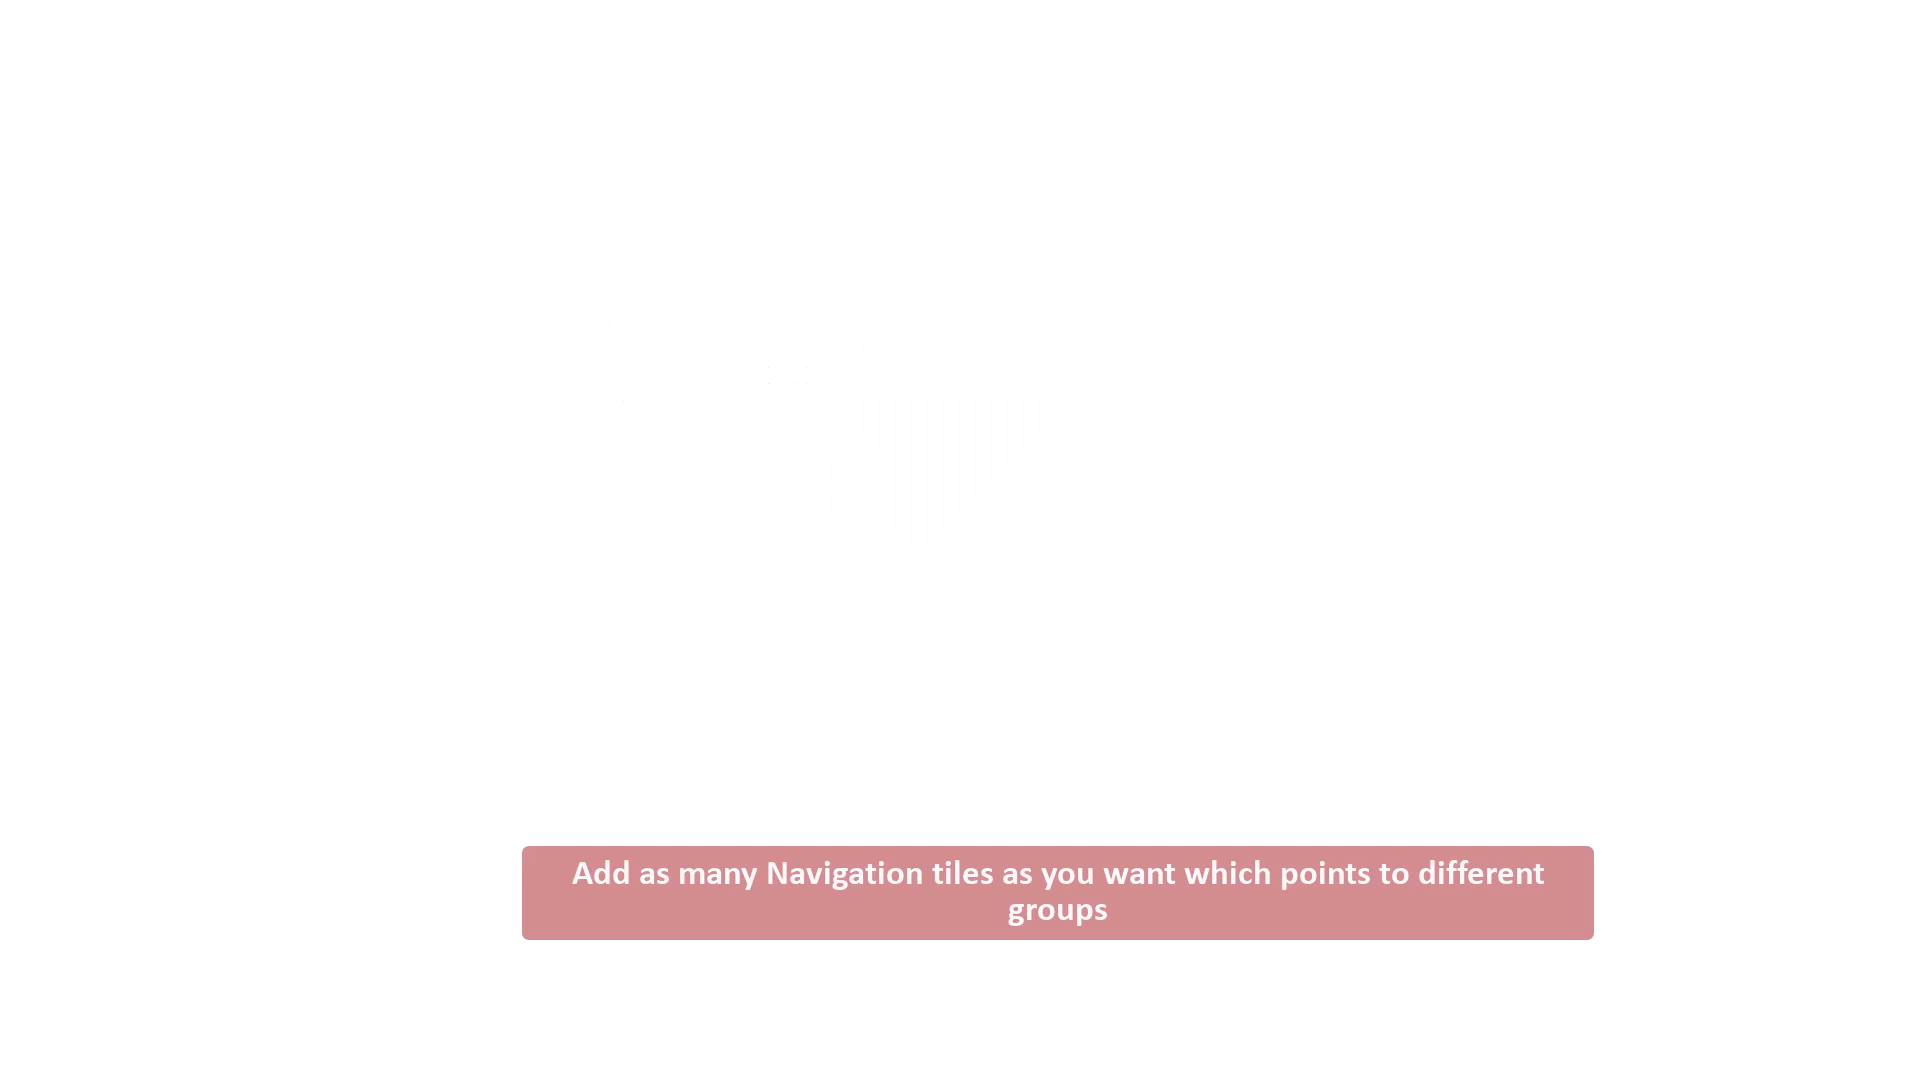 Add as many Navigation tiles as you want which points to different
groups